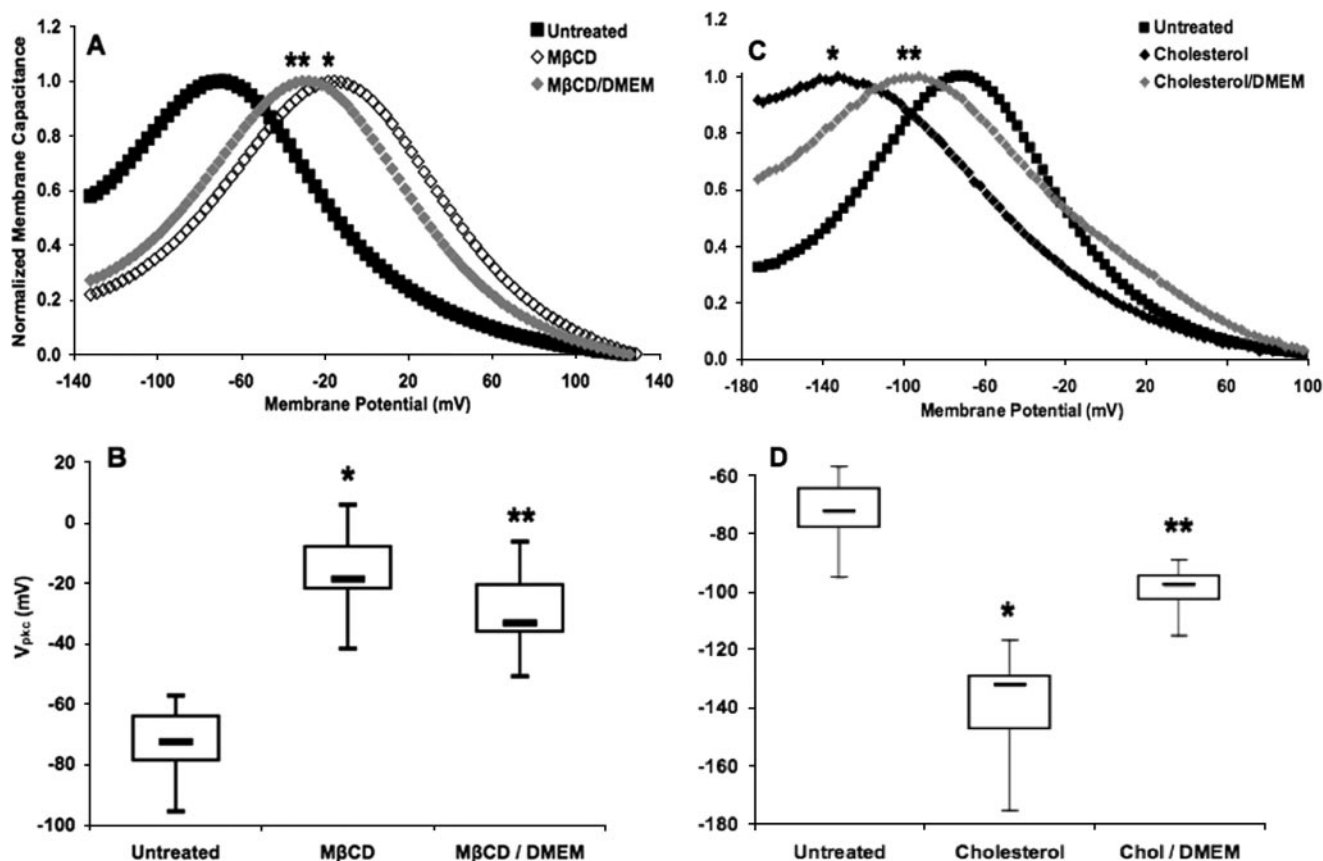 A
** *
Untreated
MβCD
MβCD/DMEM
Normalized Membrane Capacitance
1.2
1.0
0.8
0.6
0.4
0.2
0.0
-140 -100 -60 -20 20 60 100 140
Membrane Potential (mV)
C
* **
Untreated
Cholesterol
Cholesterol/DMEM
1.2
1.0
0.8
0.6
0.4
0.2
0.0
-180 -140 -100 -60 -20 20 60 100
Membrane Potential (mV)
B
*
**
Vpkc (mV)
20
0
-20
-40
-60
-80
-100
Untreated MβCD MβCD / DMEM
D
**
*
-60
-80
-100
-120
-140
-160
-180
Untreated Cholesterol Chol / DMEM